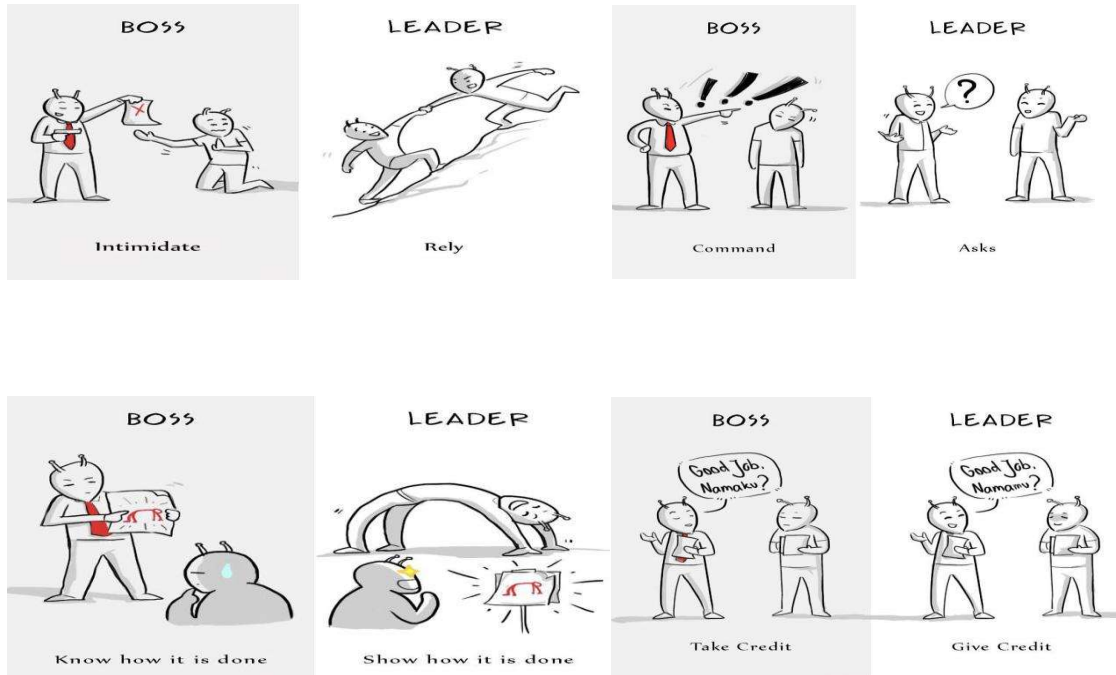 BOSS
LEADER
BOSS
LEADER
!!!
?
Intimidate
Rely
Command
Asks
BOSS
LEADER
BOSS
LEADER
Good Job.
Namaku?
Good Job.
Namamu?
Know how it is done
Show how it is done
Take Credit
Give Credit